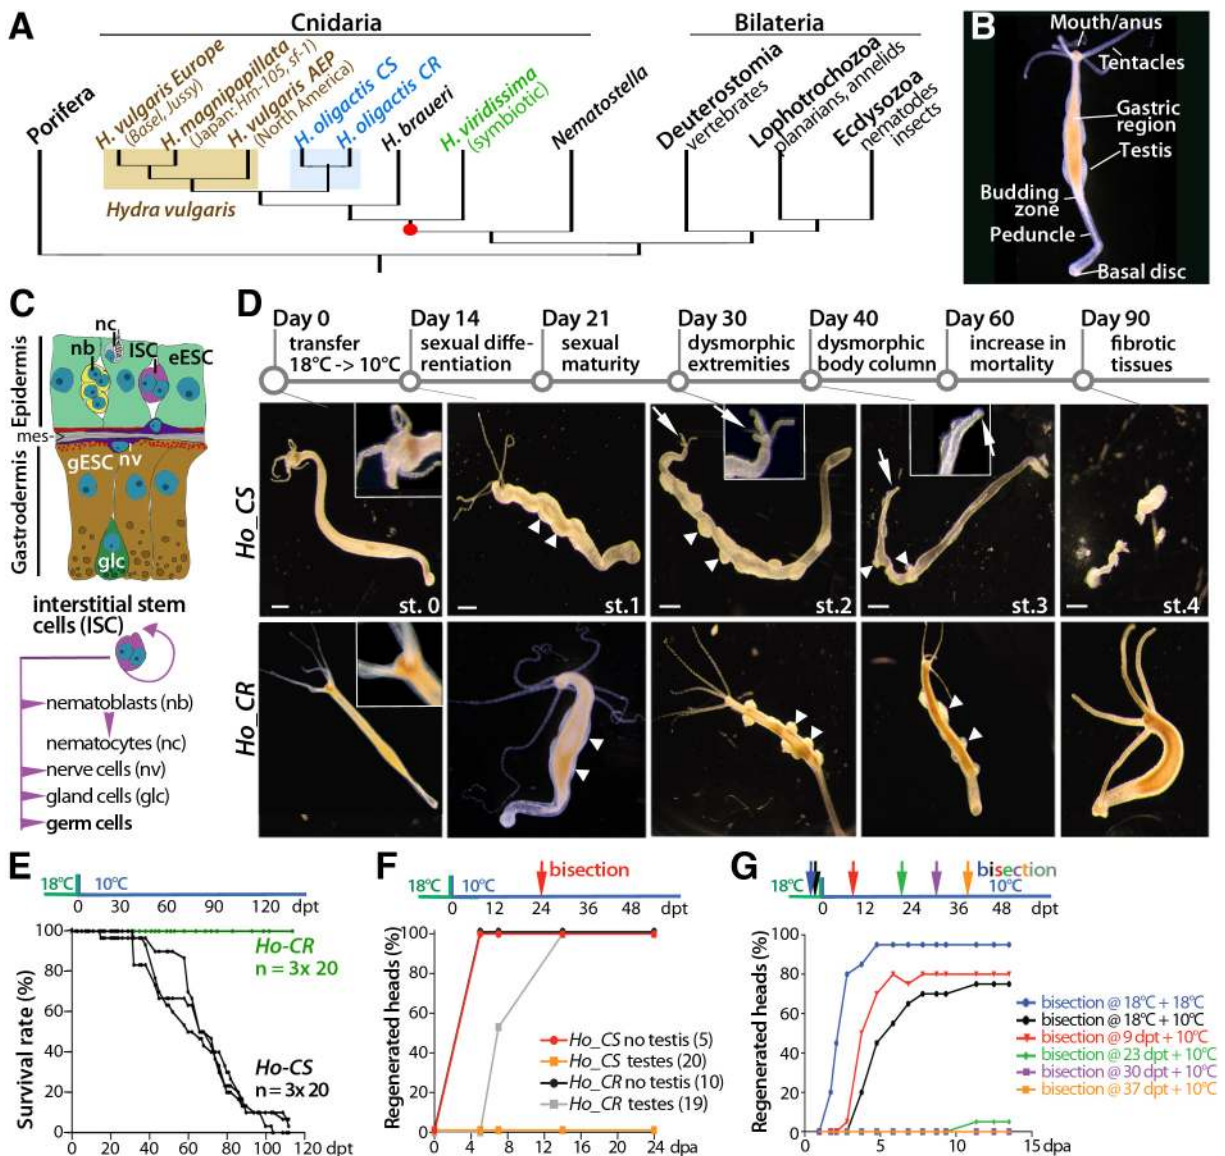 A
Cnidaria
Bilateria
Porifera
H. vulgaris Europe
(Basel, Jussy)
H. magnipapillata
(Japan: Hm-105, sf-1)
H. vulgaris AEP
(North America)
H. oligactis CS
H. oligactis CR
H. braueri
H. viridissima
(symbiotic)
Nematostella
Deuterostomia
vertebrates
Lophotrochozoa
planarians, annelids
Ecdysozoa
nematodes
insects
Hydra vulgaris
B
Mouth/anus
Tentacles
Gastric
region
Testis
Budding
zone
Peduncle
Basal disc
C
Epidermis
mes
Gastrodermis
nc
nb
ISC
eESC
gESC
nv
glc
interstitial stem
cells (ISC)
nematoblasts (nb)
nematocytes (nc)
nerve cells (nv)
gland cells (glc)
germ cells
D
Day 0
transfer
18°C -> 10°C
Day 14
sexual diffe-
rentiation
Day 21
sexual
maturity
Day 30
dysmorphic
extremities
Day 40
dysmorphic
body column
Day 60
increase in
mortality
Day 90
fibrotic
tissues
Ho_CS
st. 0
st.1
st.2
st.3
st.4
Ho_CR
E
18°C
10°C
0 30 60 90 120 dpt
Survival rate (%)
100
80
60
40
20
0
Ho-CR
n = 3x 20
Ho-CS
n = 3x 20
0 20 40 60 80 100 120
dpt
F
bisection
18°C
10°C
0 12 24 36 48 dpt
Regenerated heads (%)
100
80
60
40
20
0
Ho_CS no testis (5)
Ho_CS testes (20)
Ho_CR no testis (10)
Ho_CR testes (19)
0 4 8 12 16 20 24 dpa
G
bisection
18°C
10°C
0 12 24 36 48 dpt
Regenerated heads (%)
100
80
60
40
20
0
bisection @ 18°C + 18°C
bisection @ 18°C + 10°C
bisection @ 9 dpt + 10°C
bisection @ 23 dpt + 10°C
bisection @ 30 dpt + 10°C
bisection @ 37 dpt + 10°C
0 5 10 15 dpa